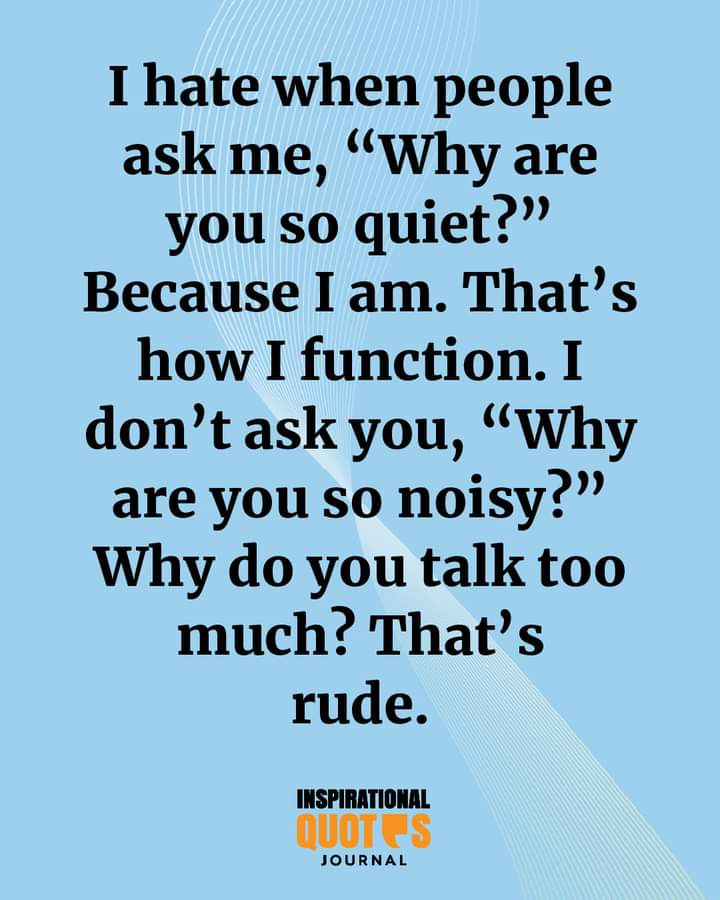 I hate when people
ask me, “Why are
you so quiet?”
Because I am. That’s
how I function. I
don’t ask you, “Why
are you so noisy?”
Why do you talk too
much? That’s
rude.
INSPIRATIONAL
QUOTES
JOURNAL